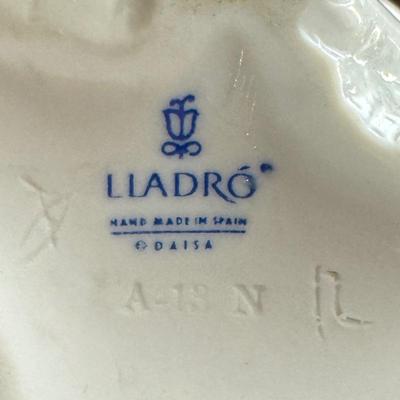 LLADRÓ
HAND MADE IN SPAIN
© DAISA
A-13 N